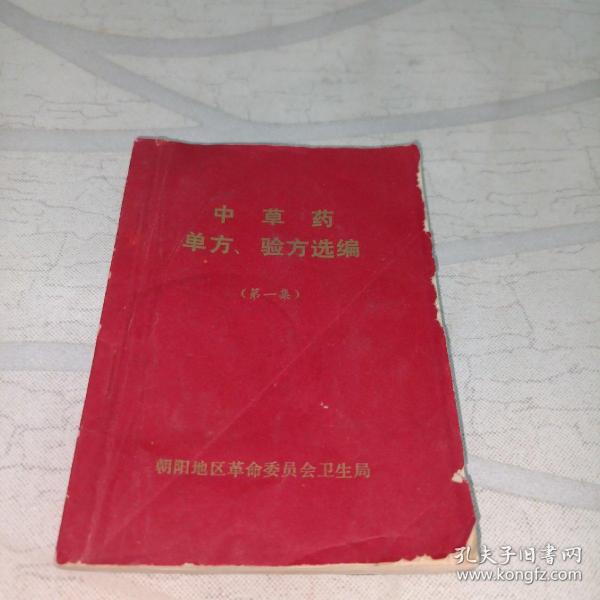 中草药
单方、验方选编
(第一集)
朝阳地区革命委员会卫生局
孔夫子旧书网
www.kongfz.com